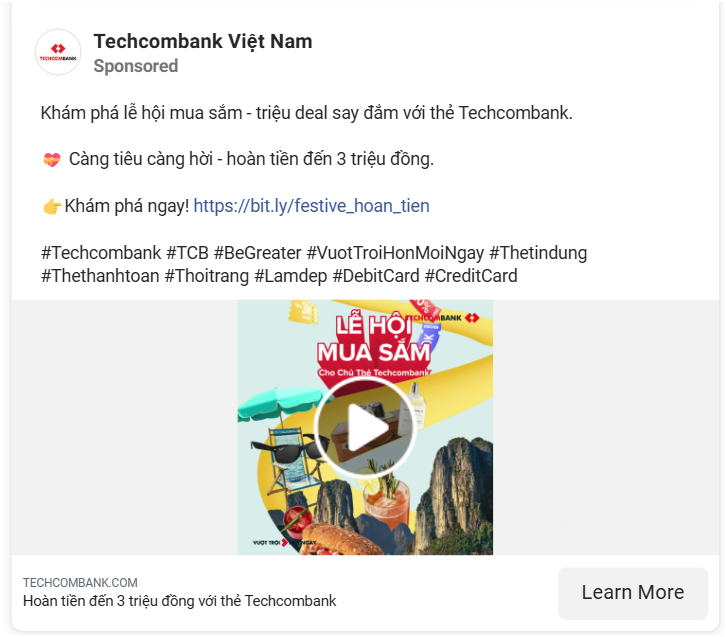 TECHCOMBANK
Techcombank Việt Nam
Sponsored
Khám phá lễ hội mua sắm - triệu deal say đắm với thẻ Techcombank.
💝 Càng tiêu càng hời - hoàn tiền đến 3 triệu đồng.
👉Khám phá ngay! https://bit.ly/festive_hoan_tien
#Techcombank #TCB #BeGreater #VuotTroiHonMoiNgay #Thetindung
#Thethanhtoan #Thoitrang #Lamdep #DebitCard #CreditCard
3M
TECHCOMBANK
LỄ HỘI
MUA SẮM
Cho Chủ Thẻ Techcombank
VƯỢT TRỘI
TECHCOMBANK.COM
Hoàn tiền đến 3 triệu đồng với thẻ Techcombank
Learn More